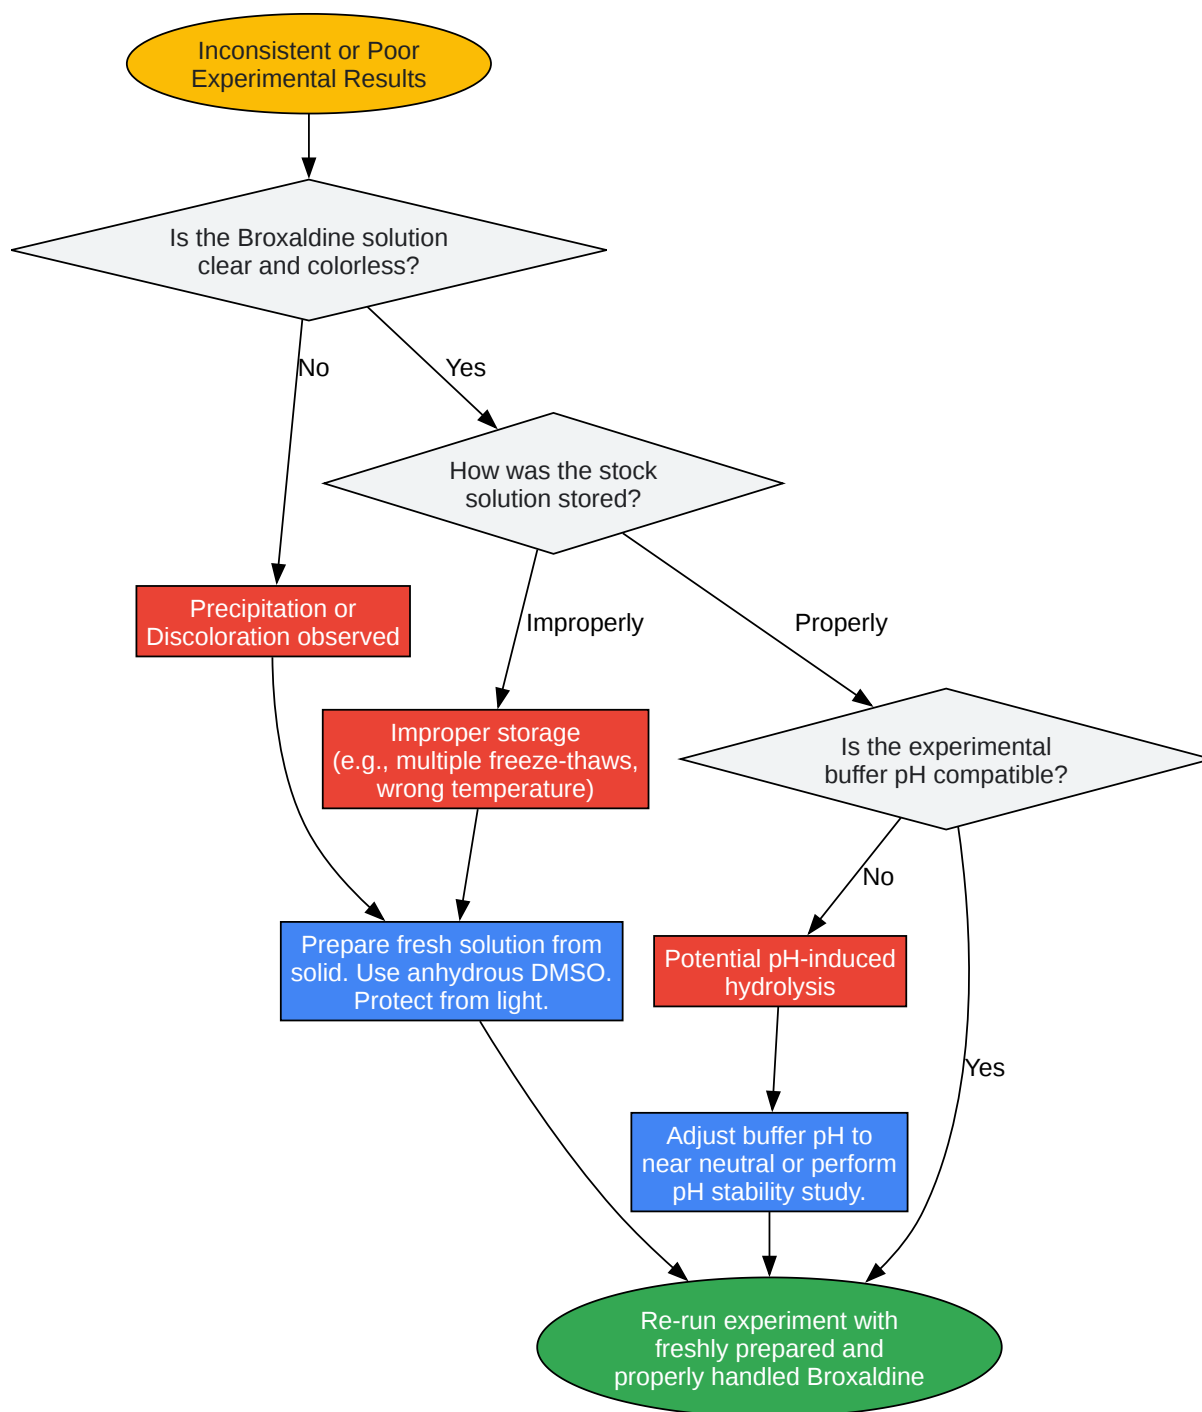 Inconsistent or Poor
Experimental Results
Is the Broxaldine solution
clear and colorless?
No
Yes
How was the stock
solution stored?
Precipitation or
Discoloration observed
Improperly
Properly
Improper storage
(e.g., multiple freeze-thaws,
wrong temperature)
Is the experimental
buffer pH compatible?
No
Prepare fresh solution from
solid. Use anhydrous DMSO.
Protect from light.
Potential pH-induced
hydrolysis
Yes
Adjust buffer pH to
near neutral or perform
pH stability study.
Re-run experiment with
freshly prepared and
properly handled Broxaldine